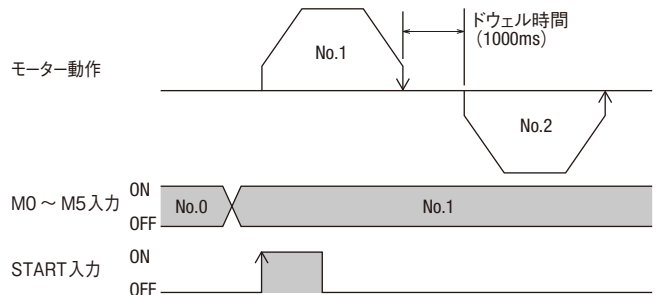 ドウェル時間
(1000ms)
No.1
モーター動作
No.2
M0 ~ M5入力
ON
OFF
No.0
No.1
START入力
ON
OFF